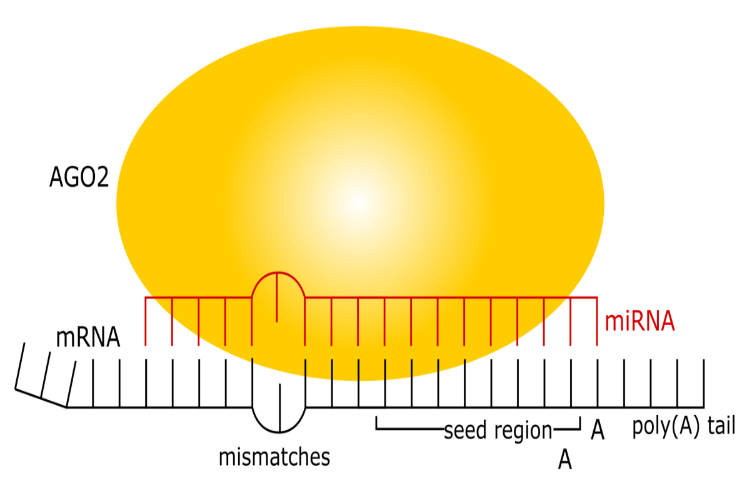 AGO2
miRNA
mRNA
seed region
A
poly(A) tail
mismatches
A